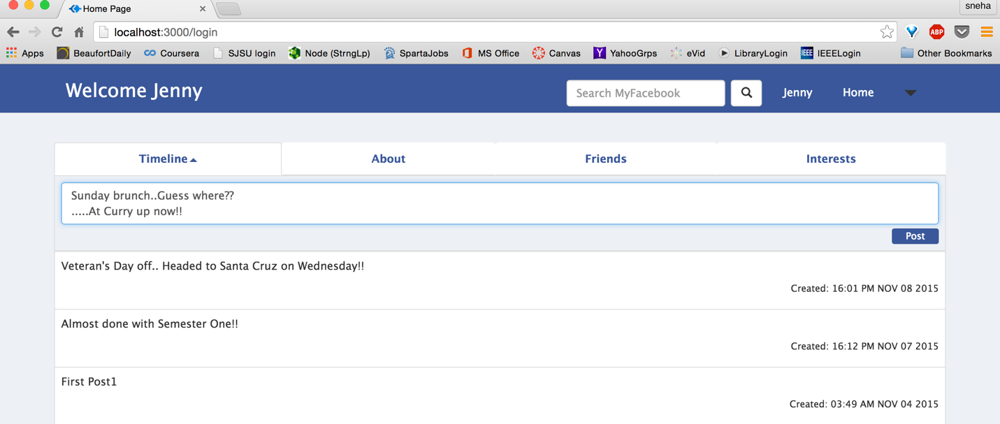 Home Page
sneha
localhost:3000/login
ABP
Apps BeaufortDaily Coursera SJSU login Node (StrngLp) SpartaJobs MS Office Canvas Y YahooGrps eVid LibraryLogin IEEE IEEELogin Other Bookmarks
Welcome Jenny Search MyFacebook Jenny Home
Timeline About Friends Interests
Sunday brunch..Guess where??
.....At Curry up now!!
Post
Veteran's Day off.. Headed to Santa Cruz on Wednesday!!
Created: 16:01 PM NOV 08 2015
Almost done with Semester One!!
Created: 16:12 PM NOV 07 2015
First Post1
Created: 03:49 AM NOV 04 2015